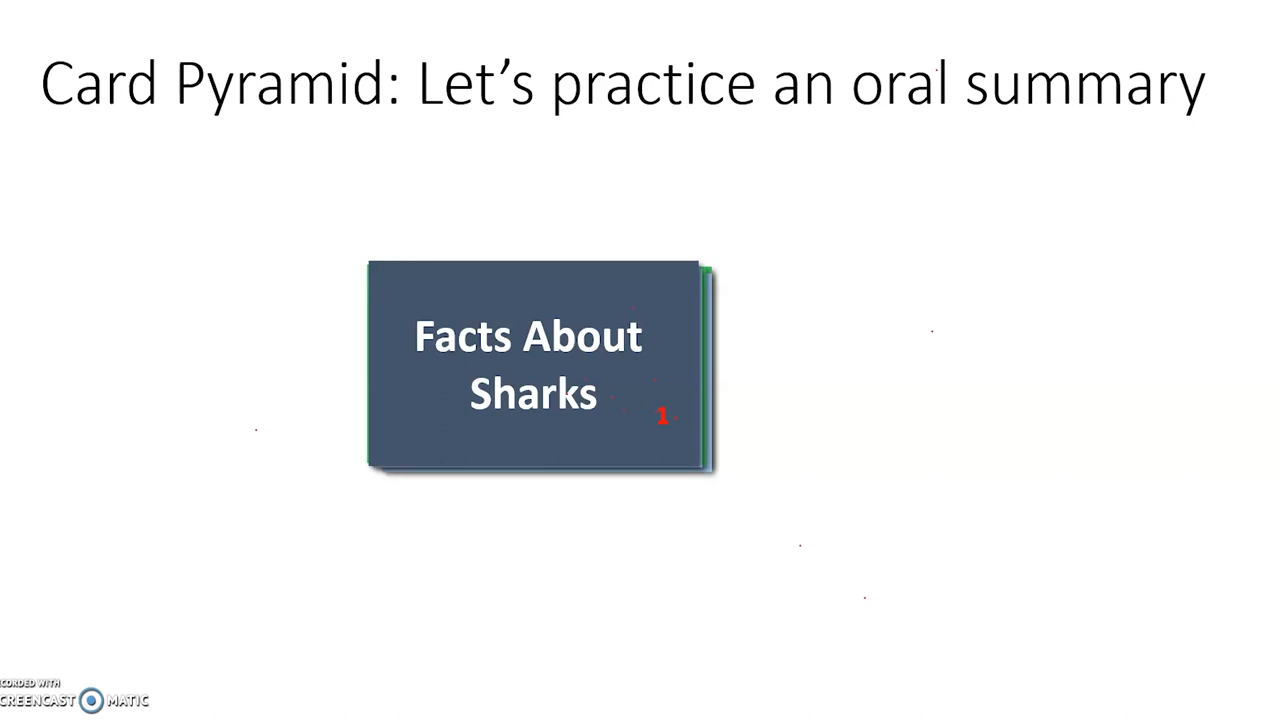 Card Pyramid: Let’s practice an oral summary
Facts About
Sharks
1
RECORDED WITH
SCREENCAST MATIC